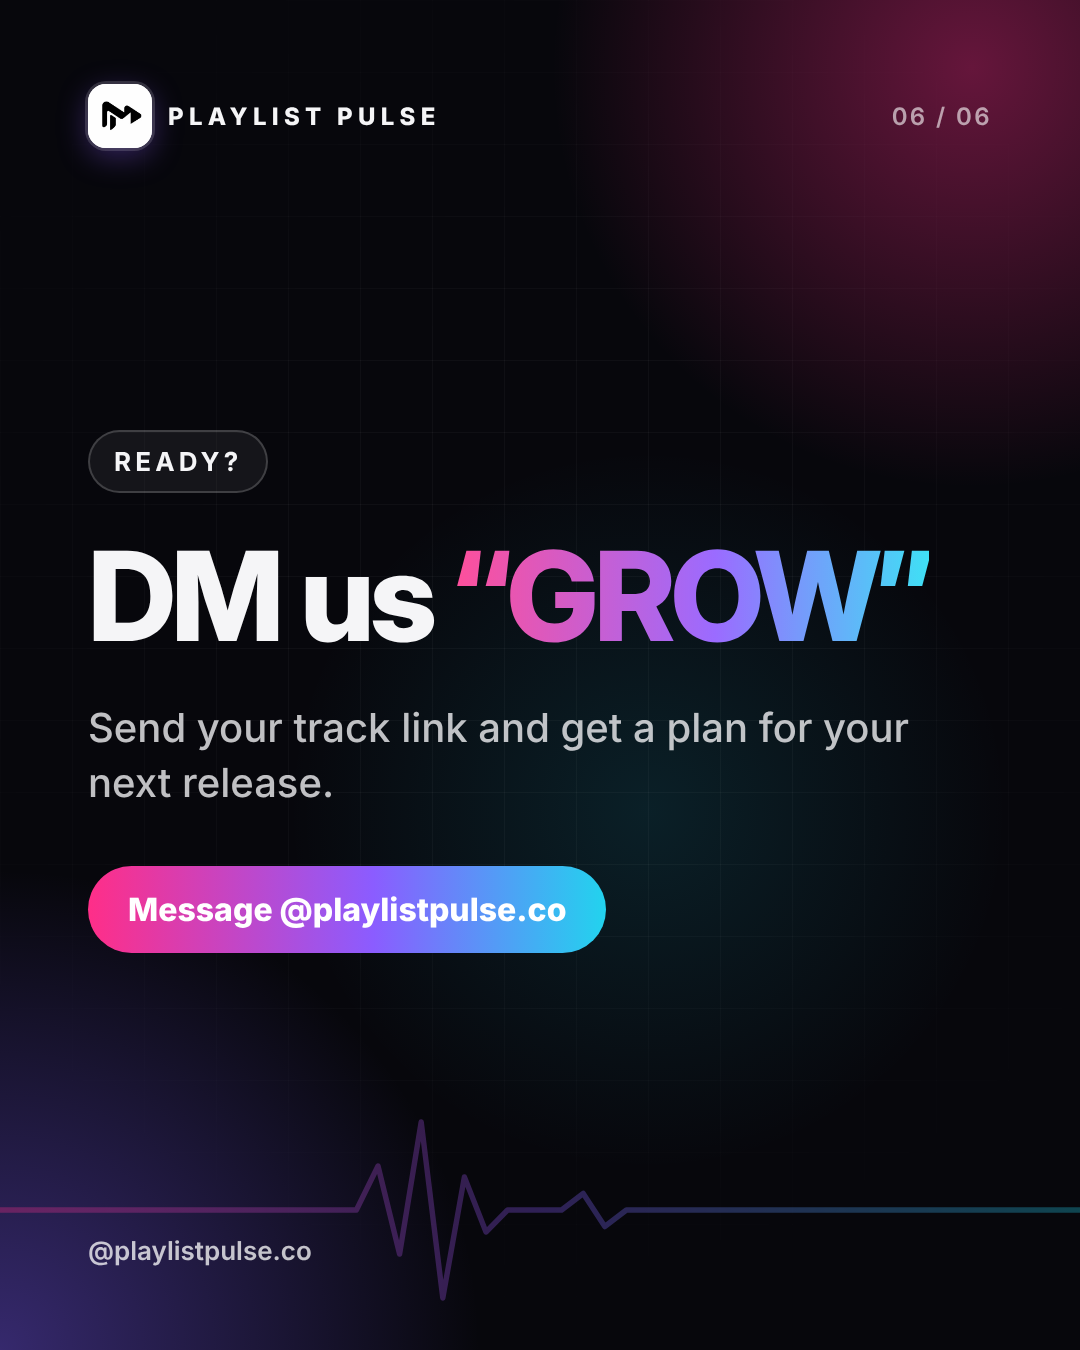 PLAYLIST PULSE
06 / 06
READY?
DM us “GROW”
Send your track link and get a plan for your
next release.
Message @playlistpulse.co
@playlistpulse.co